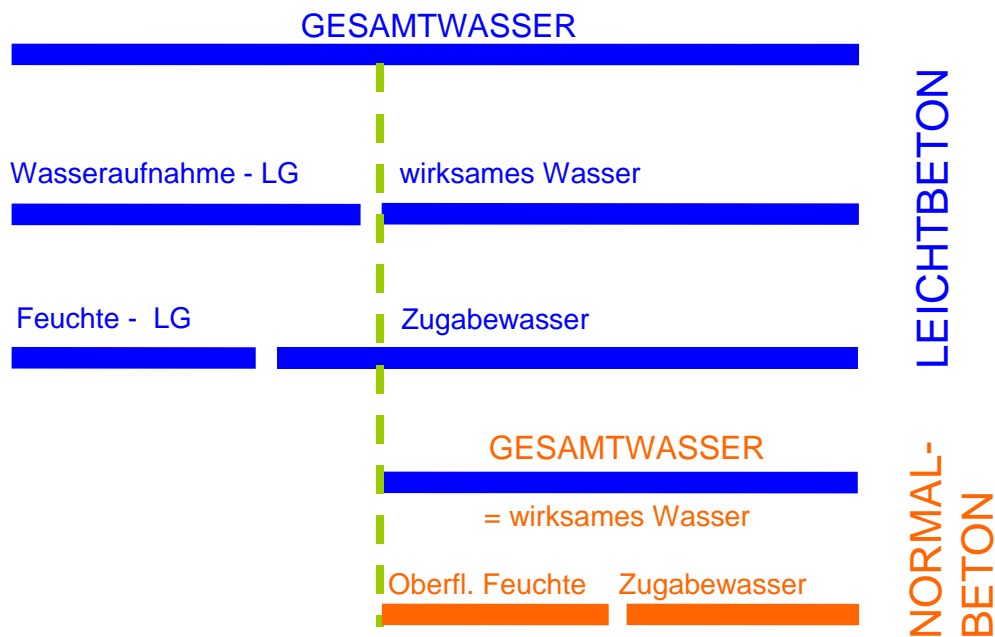 GESAMTWASSER
Wasseraufnahme - LG
wirksames Wasser
Feuchte - LG
Zugabewasser
LEICHTBETON
GESAMTWASSER
= wirksames Wasser
Oberfl. Feuchte
Zugabewasser
NORMAL-
BETON